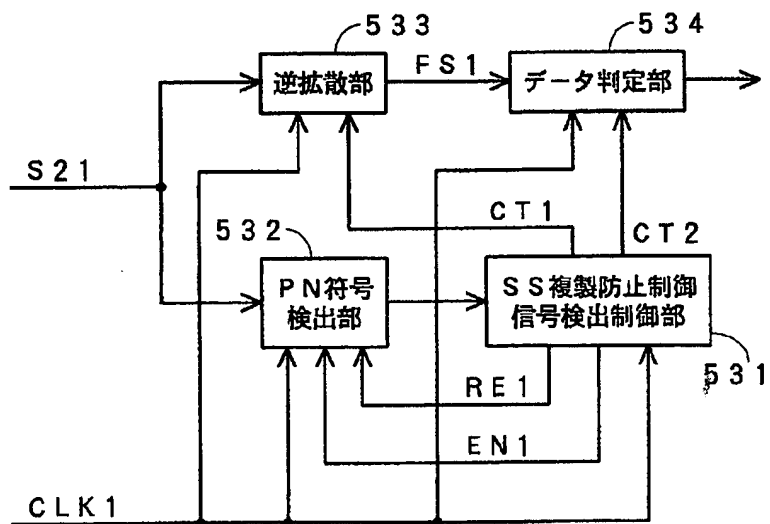 533
534
FS1
逆拡散部
データ判定部
S21
CT1
CT2
532
PN符号
検出部
SS複製防止制御
信号検出制御部
531
RE1
EN1
CLK1